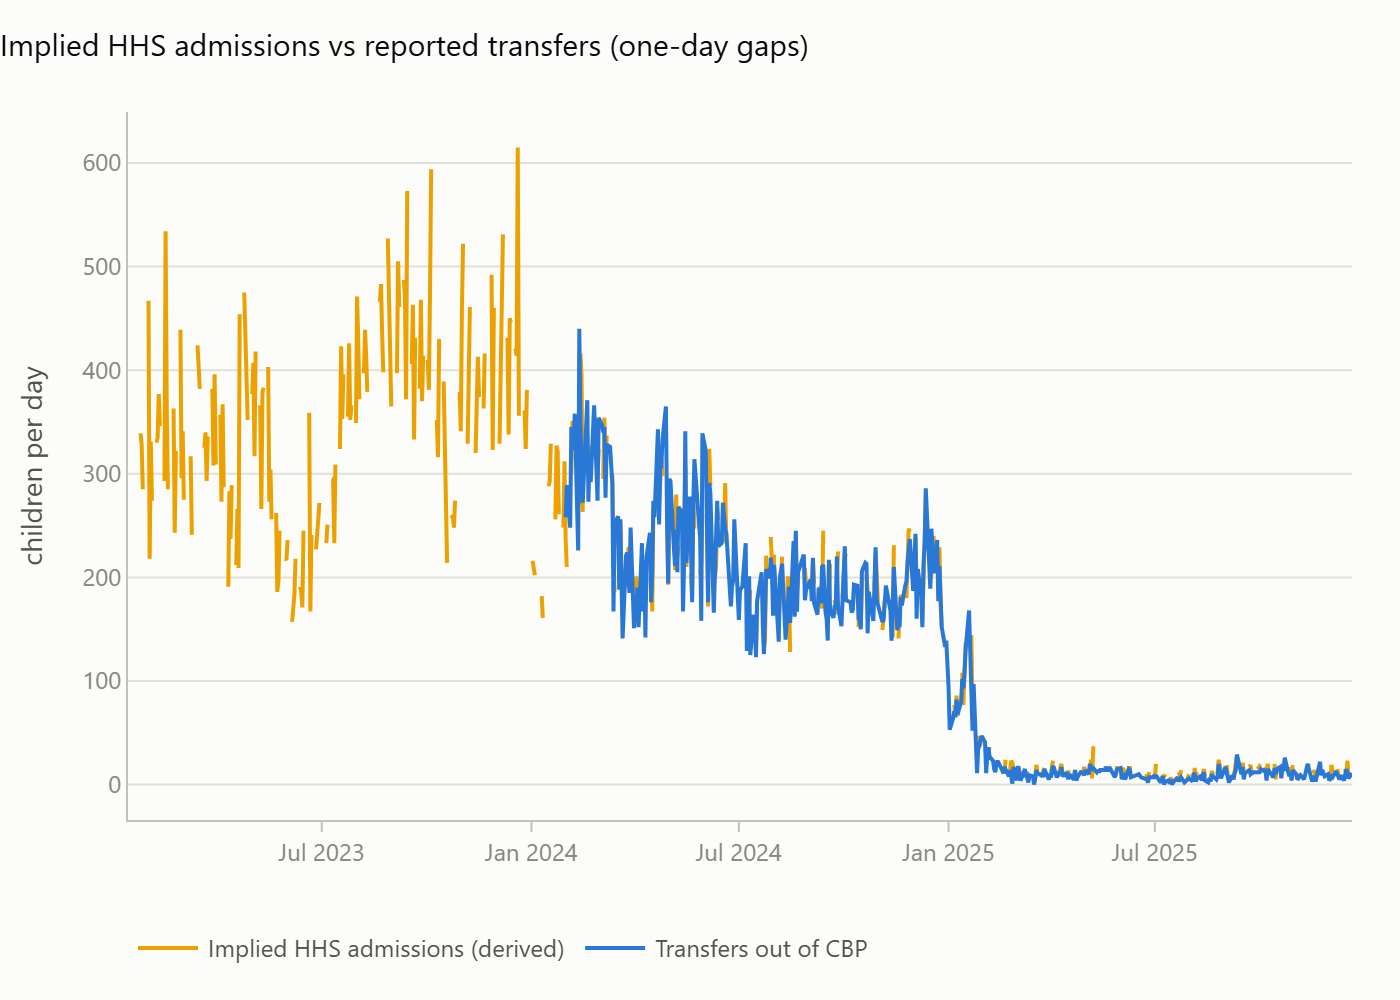 Implied HHS admissions vs reported transfers (one-day gaps)
children per day
600
500
400
300
200
100
0
Jul 2023
Jan 2024
Jul 2024
Jan 2025
Jul 2025
Implied HHS admissions (derived)
Transfers out of CBP